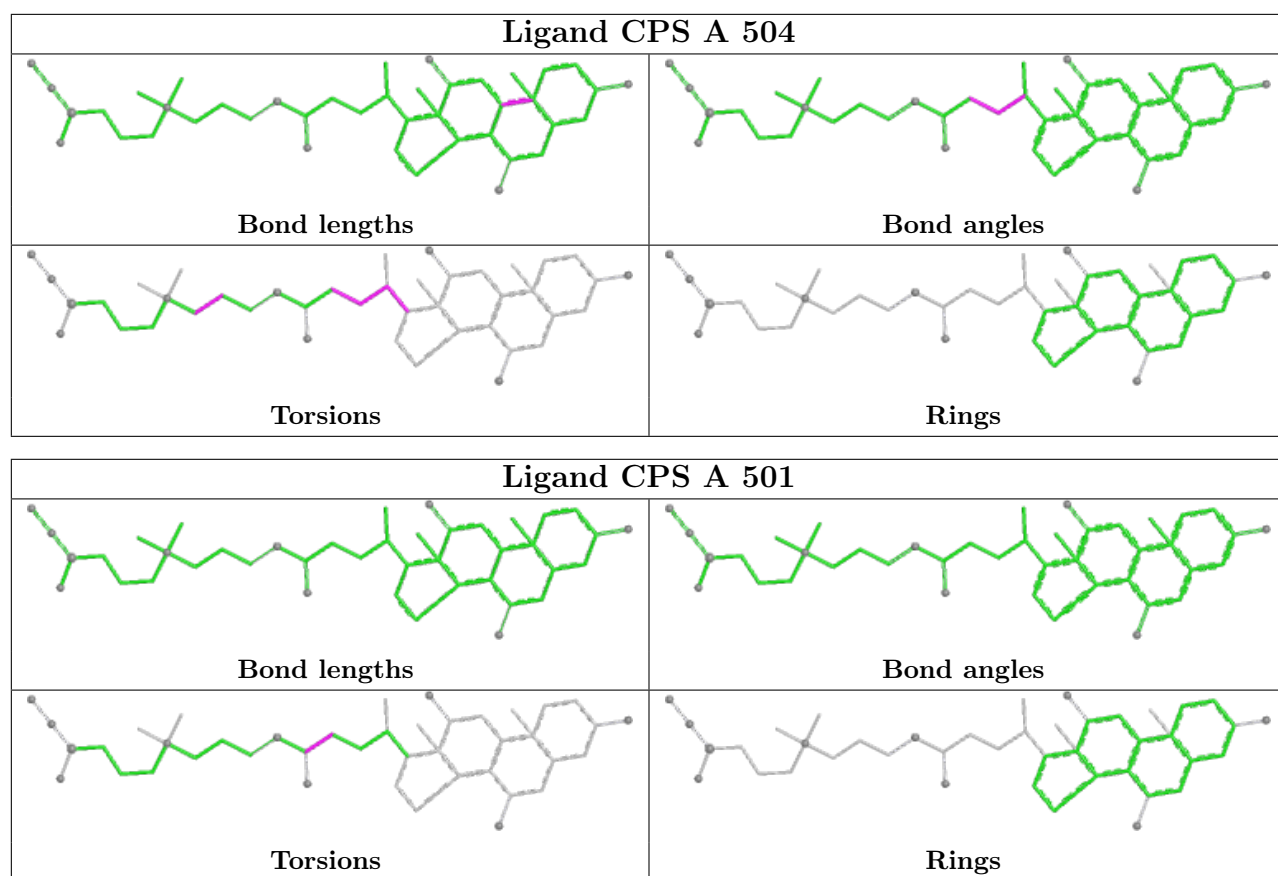 Ligand CPS A 504
Bond lengths
Bond angles
Torsions
Rings
Ligand CPS A 501
Bond lengths
Bond angles
Torsions
Rings